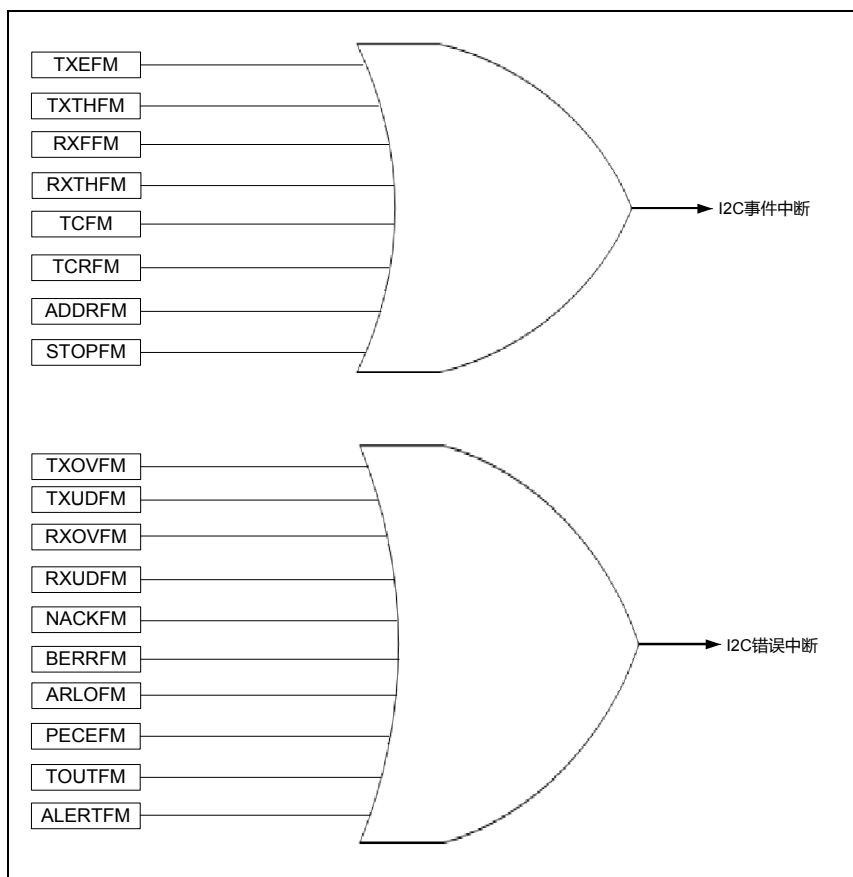 TXEFM
TXTHFM
RXFFM
RXTHFM
TCFM
TCRFM
ADDRFM
STOPFM
I2C事件中断
TXOVFM
TXUDFM
RXOVFM
RXUDFM
NACKFM
BERRFM
ARLOFM
PECEFM
TOUTFM
ALERTFM
I2C错误中断